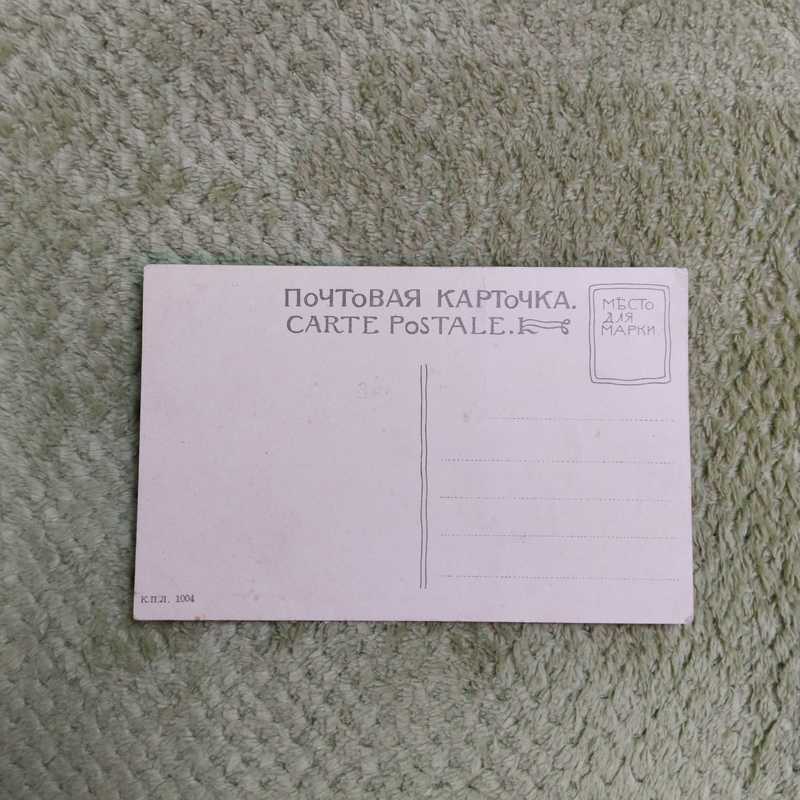 ПОЧТОВАЯ КАРТОЧКА.
CARTE POSTALE.
МѢСТО
ДЛЯ
МАРКИ
К.П.Л. 1004